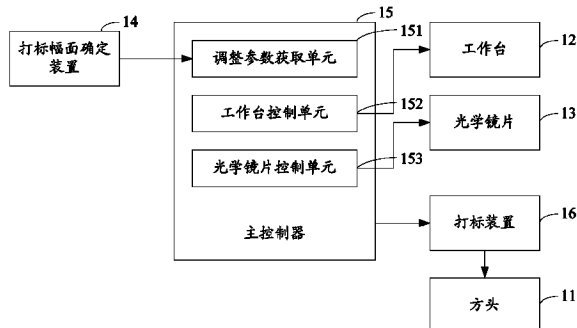 14
打标幅面确定
装置
15
151
调整参数获取单元
152
工作台控制单元
153
光学镜片控制单元
主控制器
12
工作台
13
光学镜片
16
打标装置
11
方头